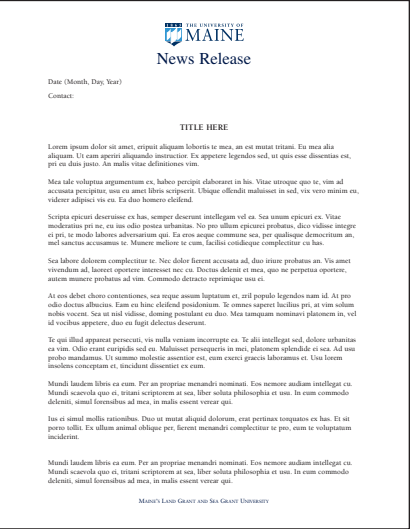 1865 THE UNIVERSITY OF
MAINE
News Release
Date (Month, Day, Year)
Contact:
TITLE HERE
Lorem ipsum dolor sit amet, eripuit aliquam lobortis te mea, an est mutat tritani. Eu mea alia
aliquam. Ut eam aperiri aliquando instructior. Ex appetere legendos sed, ut quis esse dissentias est,
pri eu duis justo. An malis vitae definitiones vim.
Mea tale voluptua argumentum ex, habeo percipit elaboraret in his. Vitae utroque quo te, vim ad
accusata percipitur, usu eu amet libris scripserit. Ubique offendit maluisset in sed, vix vero minim eu,
viderer adipisci vis eu. Ea duo homero eleifend.
Scripta epicuri deseruisse ex has, semper deserunt intellegam vel ea. Sea unum epicuri ex. Vitae
moderatius pri ne, eu ius odio postea urbanitas. No pro ullum epicuri probatus, dico vidisse integre
ei pri, te modo labores adversarium qui. Ea eros aeque commune sea, per qualisque democritum an,
mel sanctus accusamus te. Munere meliore te cum, facilisi cotidieque complectitur cu has.
Sea labore dolorem complectitur te. Nec dolor fierent accusata ad, duo iriure probatus an. Vis amet
vivendum ad, laoreet oportere interesset nec cu. Doctus delenit et mea, quo ne perpetua oportere,
autem munere probatus ad vim. Commodo detracto reprimique usu ei.
At eos debet choro contentiones, sea reque assum luptatum et, zril populo legendos nam id. At pro
odio doctus albucius. Eam eu hinc eleifend posidonium. Te omnes saperet lucilius pri, at vim solum
nobis vocent. Sea ut nisl vidisse, doming postulant eu duo. Mea tamquam nominavi platonem in, vel
id vocibus appetere, duo eu fugit delectus deserunt.
Te qui illud appareat persecuti, vis nulla veniam incorrupte ea. Te alii intellegat sed, dolore urbanitas
ea vim. Odio erant euripidis sed eu. Maluisset persequeris in mei, platonem splendide ei sea. Ad usu
probo mandamus. Ut summo molestie assentior est, eum exerci graecis laboramus et. Usu lorem
insolens conceptam et, tincidunt dissentiet ex eum.
Mundi laudem libris ea eum. Per an propriae menandri nominati. Eos nemore audiam intellegat cu.
Mundi scaevola quo ei, tritani scriptorem at sea, liber soluta philosophia et usu. In eum commodo
deleniti, simul forensibus ad mea, in malis essent verear qui.
Ius ei simul mollis rationibus. Duo ut mutat aliquid dolorum, erat pertinax torquatos ex has. Et sit
porro tollit. Ex ullum animal oblique per, fierent menandri complectitur te pro, eum te voluptatum
inciderint.
Mundi laudem libris ea eum. Per an propriae menandri nominati. Eos nemore audiam intellegat cu.
Mundi scaevola quo ei, tritani scriptorem at sea, liber soluta philosophia et usu. In eum commodo
deleniti, simul forensibus ad mea, in malis essent verear qui.
MAINE'S LAND GRANT AND SEA GRANT UNIVERSITY